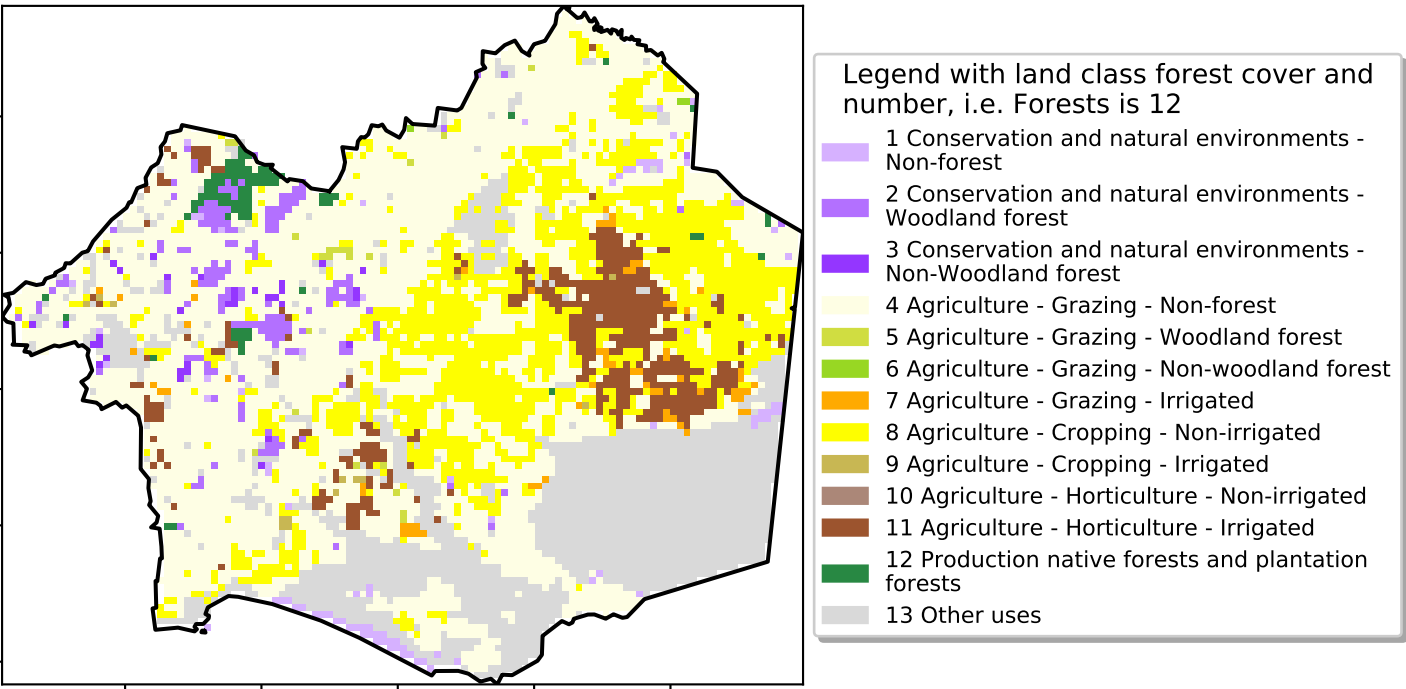 Legend with land class forest cover and
number, i.e. Forests is 12
1 Conservation and natural environments -
Non-forest
2 Conservation and natural environments -
Woodland forest
3 Conservation and natural environments -
Non-Woodland forest
4 Agriculture - Grazing - Non-forest
5 Agriculture - Grazing - Woodland forest
6 Agriculture - Grazing - Non-woodland forest
7 Agriculture - Grazing - Irrigated
8 Agriculture - Cropping - Non-irrigated
9 Agriculture - Cropping - Irrigated
10 Agriculture - Horticulture - Non-irrigated
11 Agriculture - Horticulture - Irrigated
12 Production native forests and plantation
forests
13 Other uses